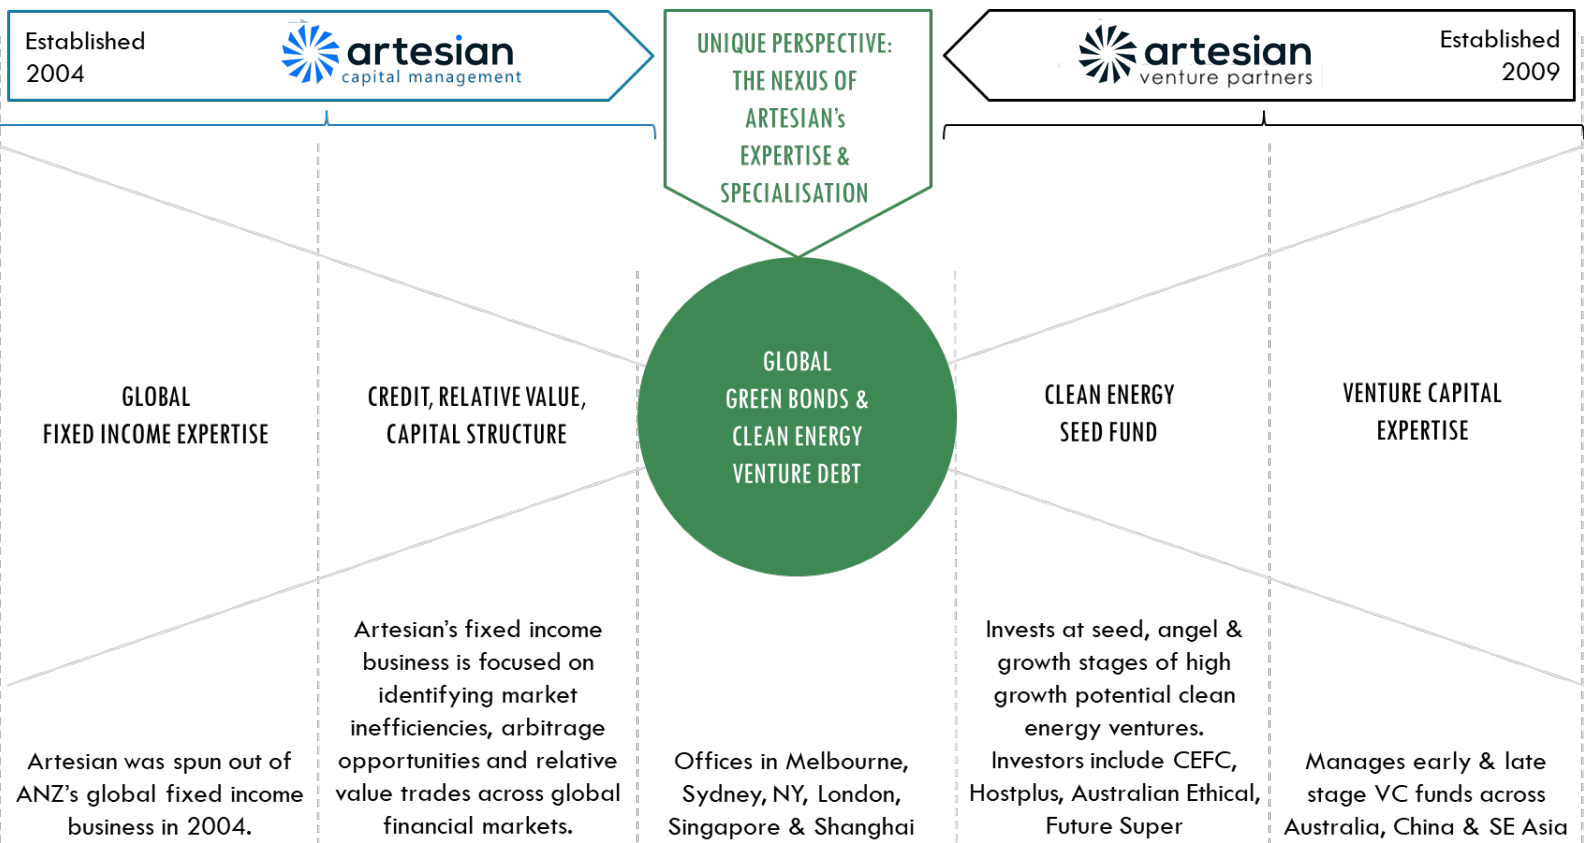 Established
2004
artesian
capital management
UNIQUE PERSPECTIVE:
THE NEXUS OF
ARTESIAN's
EXPERTISE &
SPECIALISATION
artesian
venture partners
Established
2009
GLOBAL
FIXED INCOME EXPERTISE
CREDIT, RELATIVE VALUE,
CAPITAL STRUCTURE
GLOBAL
GREEN BONDS &
CLEAN ENERGY
VENTURE DEBT
CLEAN ENERGY
SEED FUND
VENTURE CAPITAL
EXPERTISE
Artesian was spun out of
ANZ's global fixed income
business in 2004.
Artesian's fixed income
business is focused on
identifying market
inefficiencies, arbitrage
opportunities and relative
value trades across global
financial markets.
Offices in Melbourne,
Sydney, NY, London,
Singapore & Shanghai
Invests at seed, angel &
growth stages of high
growth potential clean
energy ventures.
Investors include CEFC,
Hostplus, Australian Ethical,
Future Super
Manages early & late
stage VC funds across
Australia, China & SE Asia